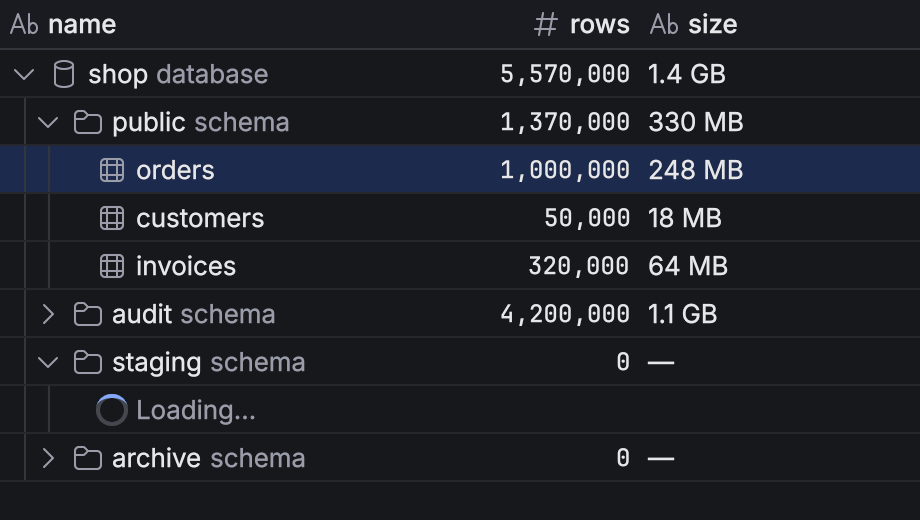 Ab name # rows Ab size
shop database 5,570,000 1.4 GB
public schema 1,370,000 330 MB
orders 1,000,000 248 MB
customers 50,000 18 MB
invoices 320,000 64 MB
audit schema 4,200,000 1.1 GB
staging schema 0 —
Loading...
archive schema 0 —